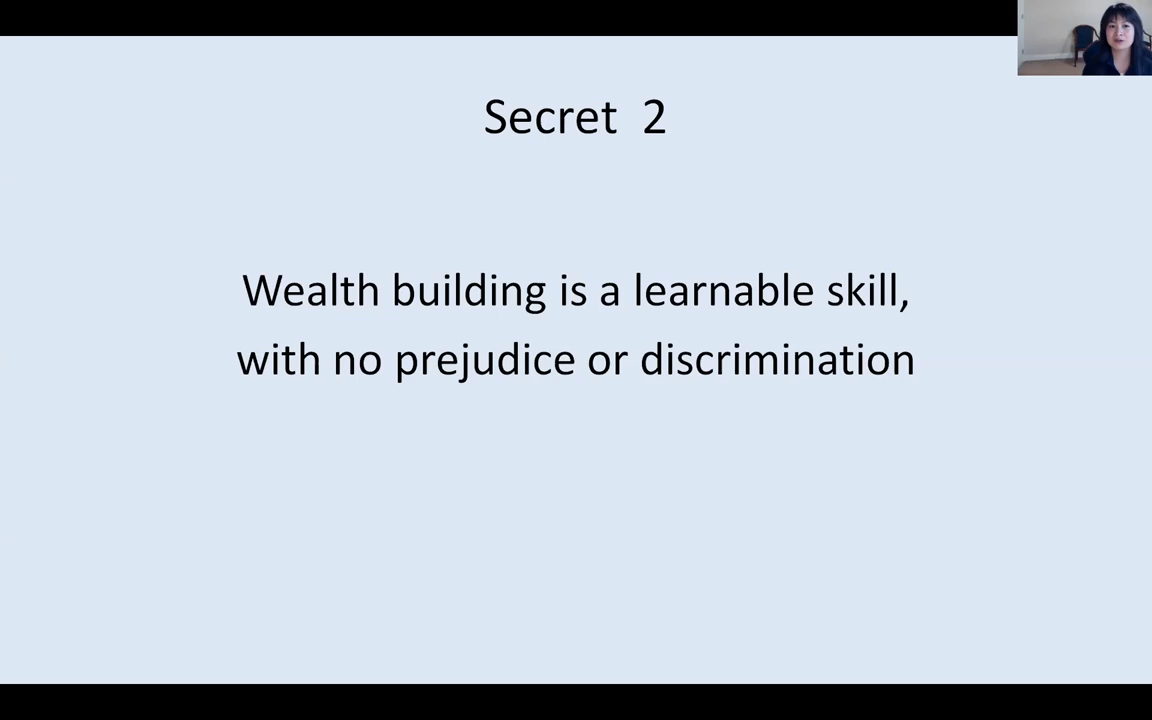 Secret 2
Wealth building is a learnable skill,
with no prejudice or discrimination